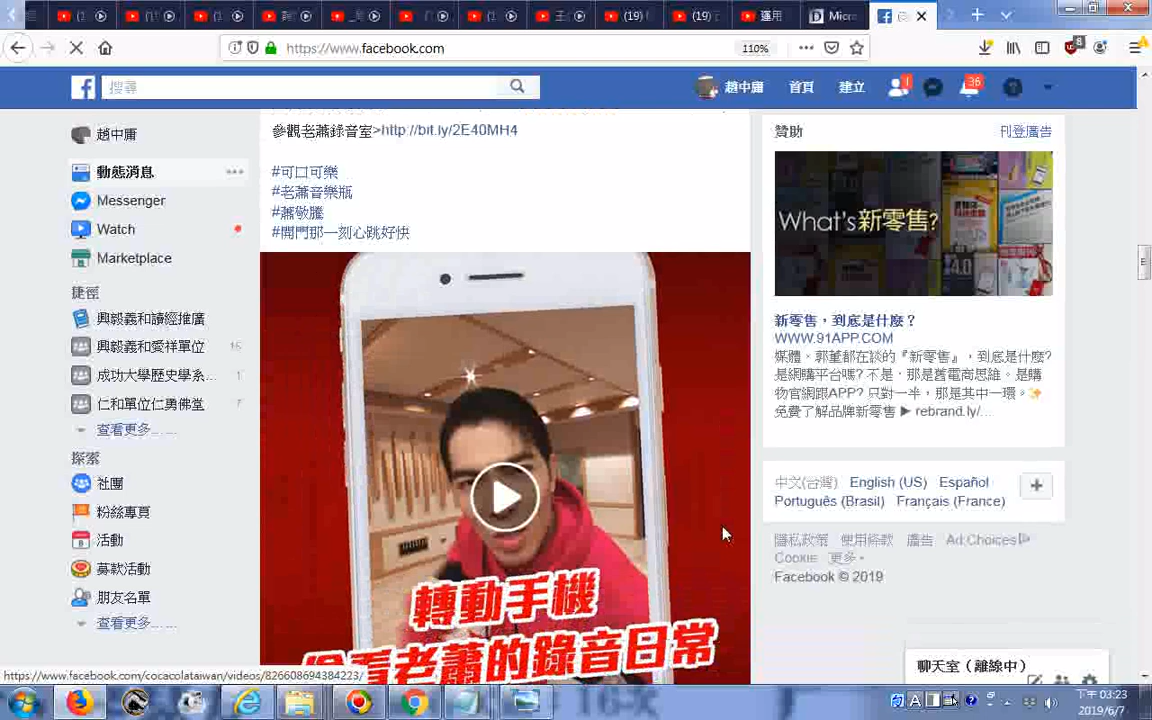 (19)
(19)
運用
Micr
https://www.facebook.com
110%
8
搜尋
趙中庸
首頁
建立
1
36
趙中庸
動態消息
Messenger
Watch
Marketplace
捷徑
興毅義和讀經推廣
興毅義和愛祥單位
成功大學歷史學系...
1
仁和單位仁勇佛堂
7
查看更多......
探索
社團
粉絲專頁
活動
募款活動
朋友名單
查看更多......
參觀老蕭錄音室>http://bit.ly/2E40MH4
#可口可樂
#老蕭音樂瓶
#蕭敬騰
#開門那一刻心跳好快
轉動手機
偷看老蕭的錄音日常
贊助
刊登廣告
What's新零售?
4.0
新零售，到底是什麼？
WWW.91APP.COM
媒體、郭董都在談的『新零售』，到底是什麼?
是網購平台嗎? 不是，那是舊電商思維。是購
物官網跟APP? 只對一半，那是其中一環。✨
免費了解品牌新零售 ▶ rebrand.ly/...
中文(台灣)
English (US)
Español
Português (Brasil)
Français (France)
隱私政策
使用條款
廣告
Ad Choices
Cookie
更多
Facebook © 2019
聊天室（離線中）
https://www.facebook.com/cocacolataiwan/videos/826608694384223/
下午 03:23
2019/6/7